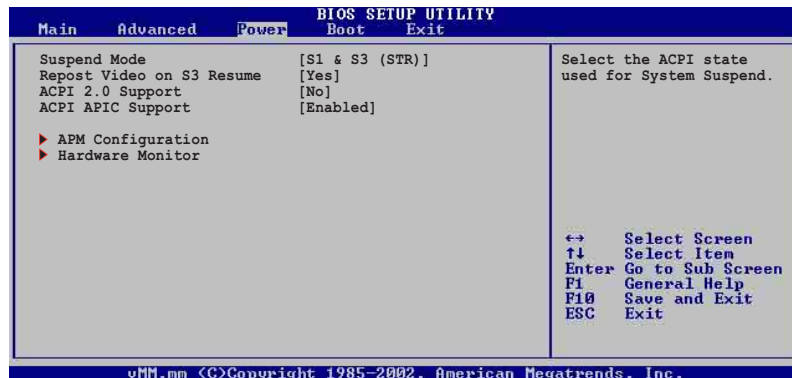 BIOS SETUP UTILITY
Main Advanced Power Boot Exit
Suspend Mode [S1 & S3 (STR)]
Repost Video on S3 Resume [Yes]
ACPI 2.0 Support [No]
ACPI APIC Support [Enabled]
APM Configuration
Hardware Monitor
Select the ACPI state
used for System Suspend.
↔ Select Screen
↑↓ Select Item
Enter Go to Sub Screen
F1 General Help
F10 Save and Exit
ESC Exit
vMM.mm (C)Copyright 1985-2002, American Megatrends, Inc.